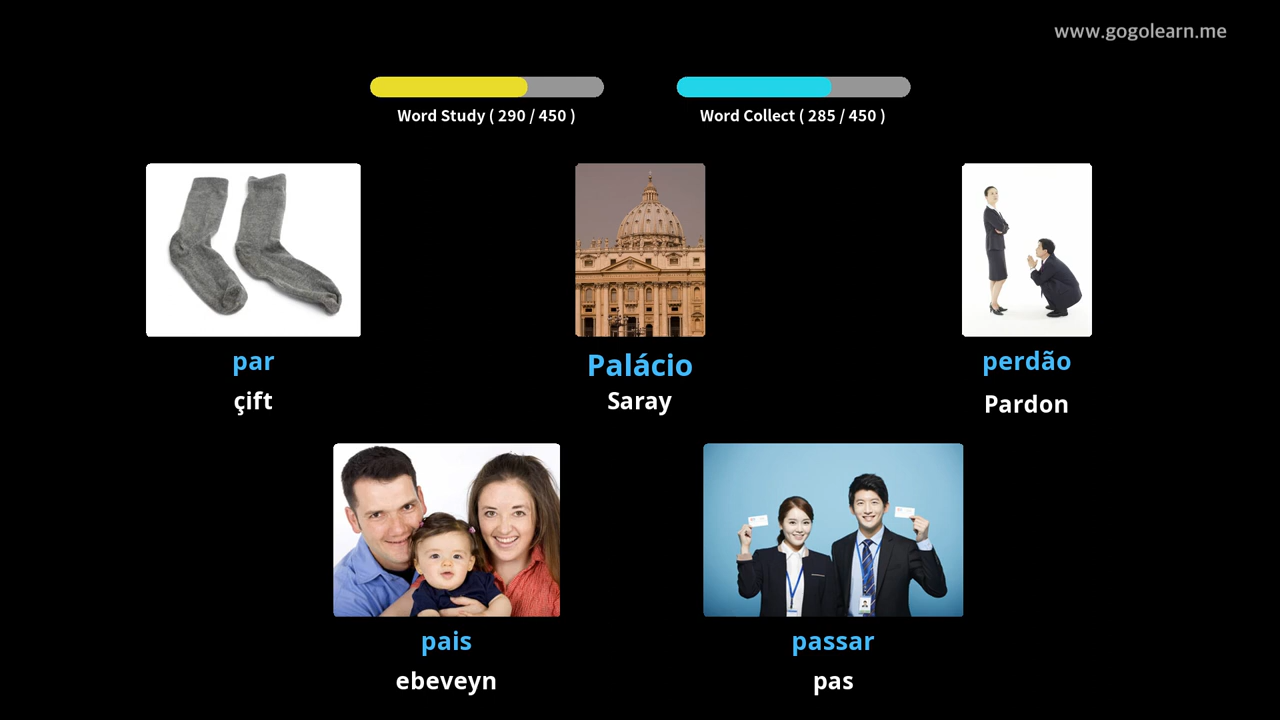 www.gogolearn.me
Word Study ( 290 / 450 )
Word Collect ( 285 / 450 )
par
çift
Palácio
Saray
perdão
Pardon
pais
ebeveyn
passar
pas